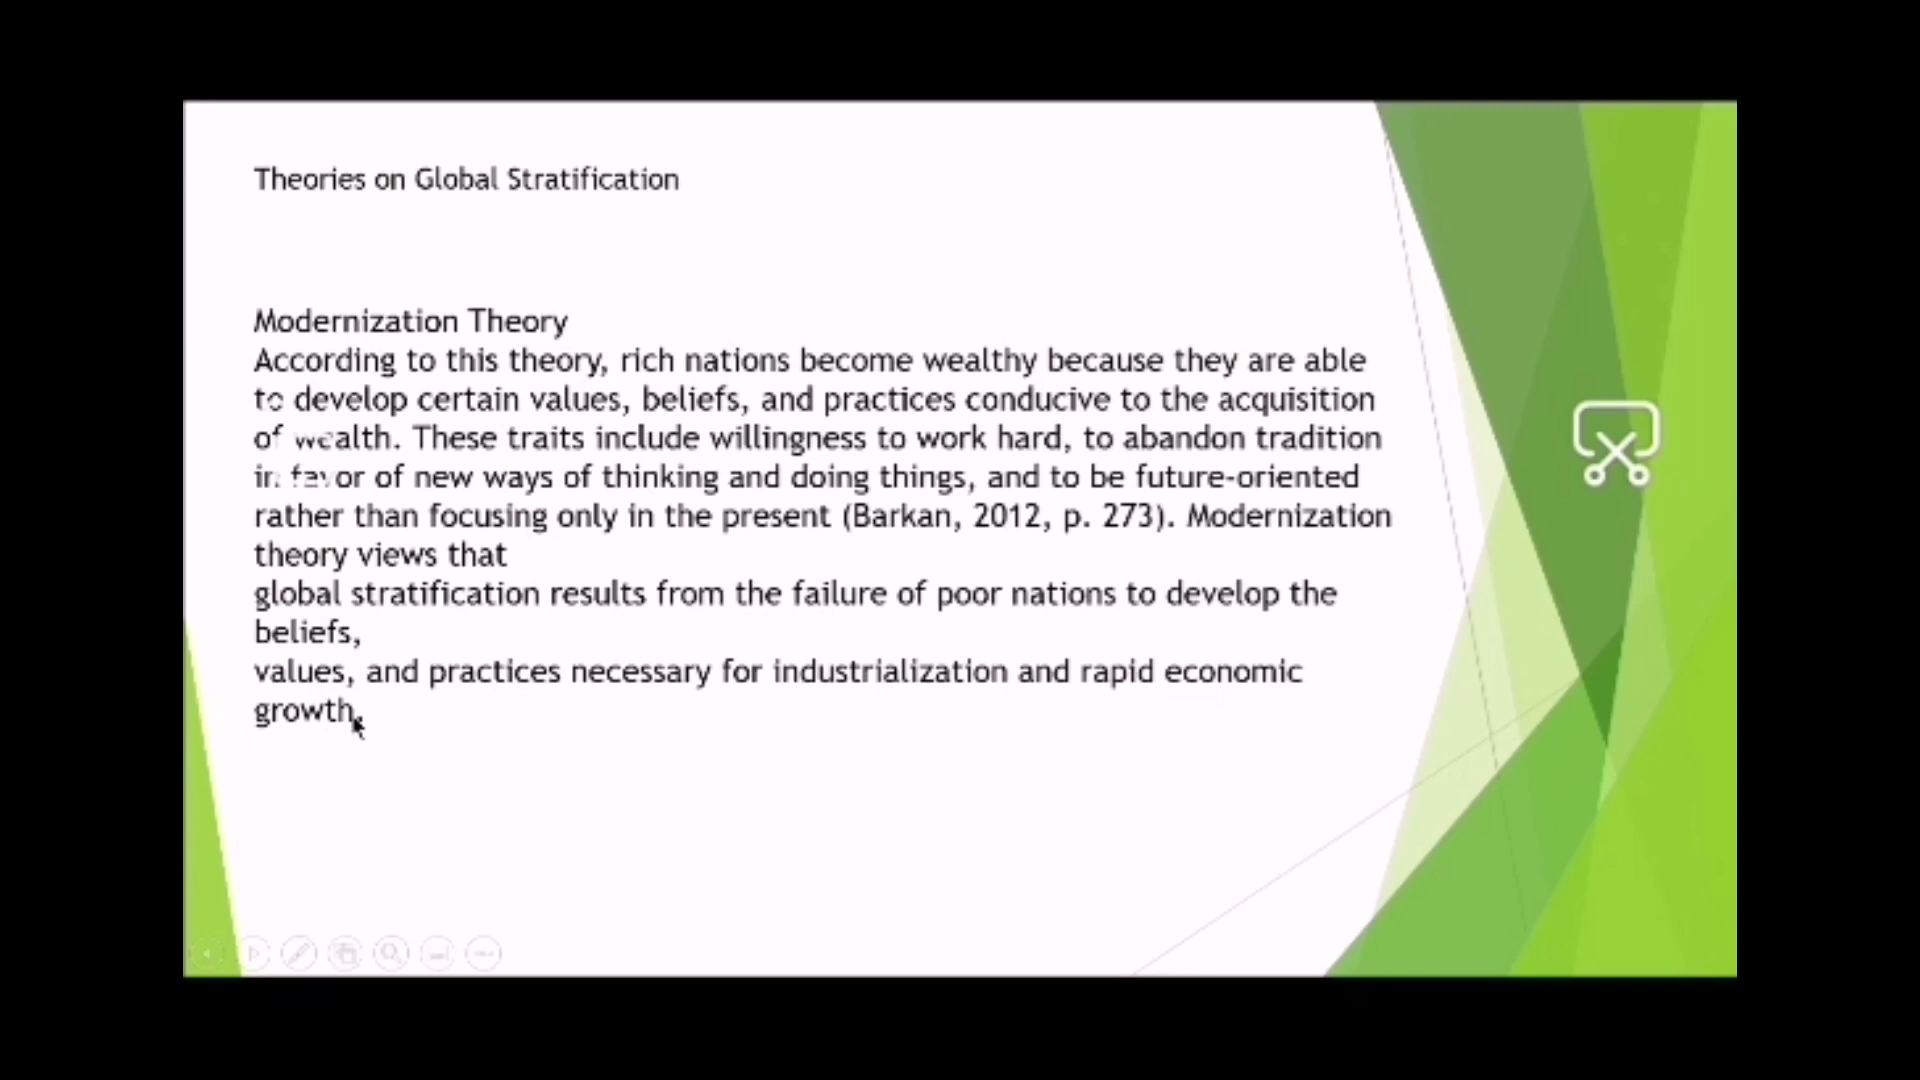 Theories on Global Stratification
Modernization Theory
According to this theory, rich nations become wealthy because they are able
to develop certain values, beliefs, and practices conducive to the acquisition
of wealth. These traits include willingness to work hard, to abandon tradition
in favor of new ways of thinking and doing things, and to be future-oriented
rather than focusing only in the present (Barkan, 2012, p. 273). Modernization
theory views that
global stratification results from the failure of poor nations to develop the
beliefs,
values, and practices necessary for industrialization and rapid economic
growth.